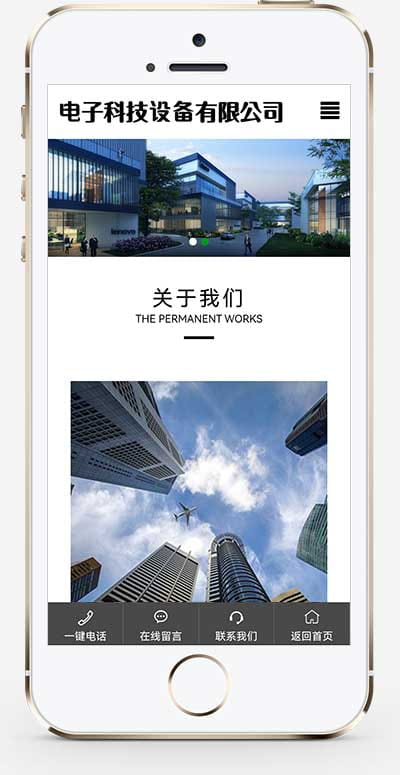 电子科技设备有限公司
lenovo
关于我们
THE PERMANENT WORKS
一键电话
在线留言
联系我们
返回首页